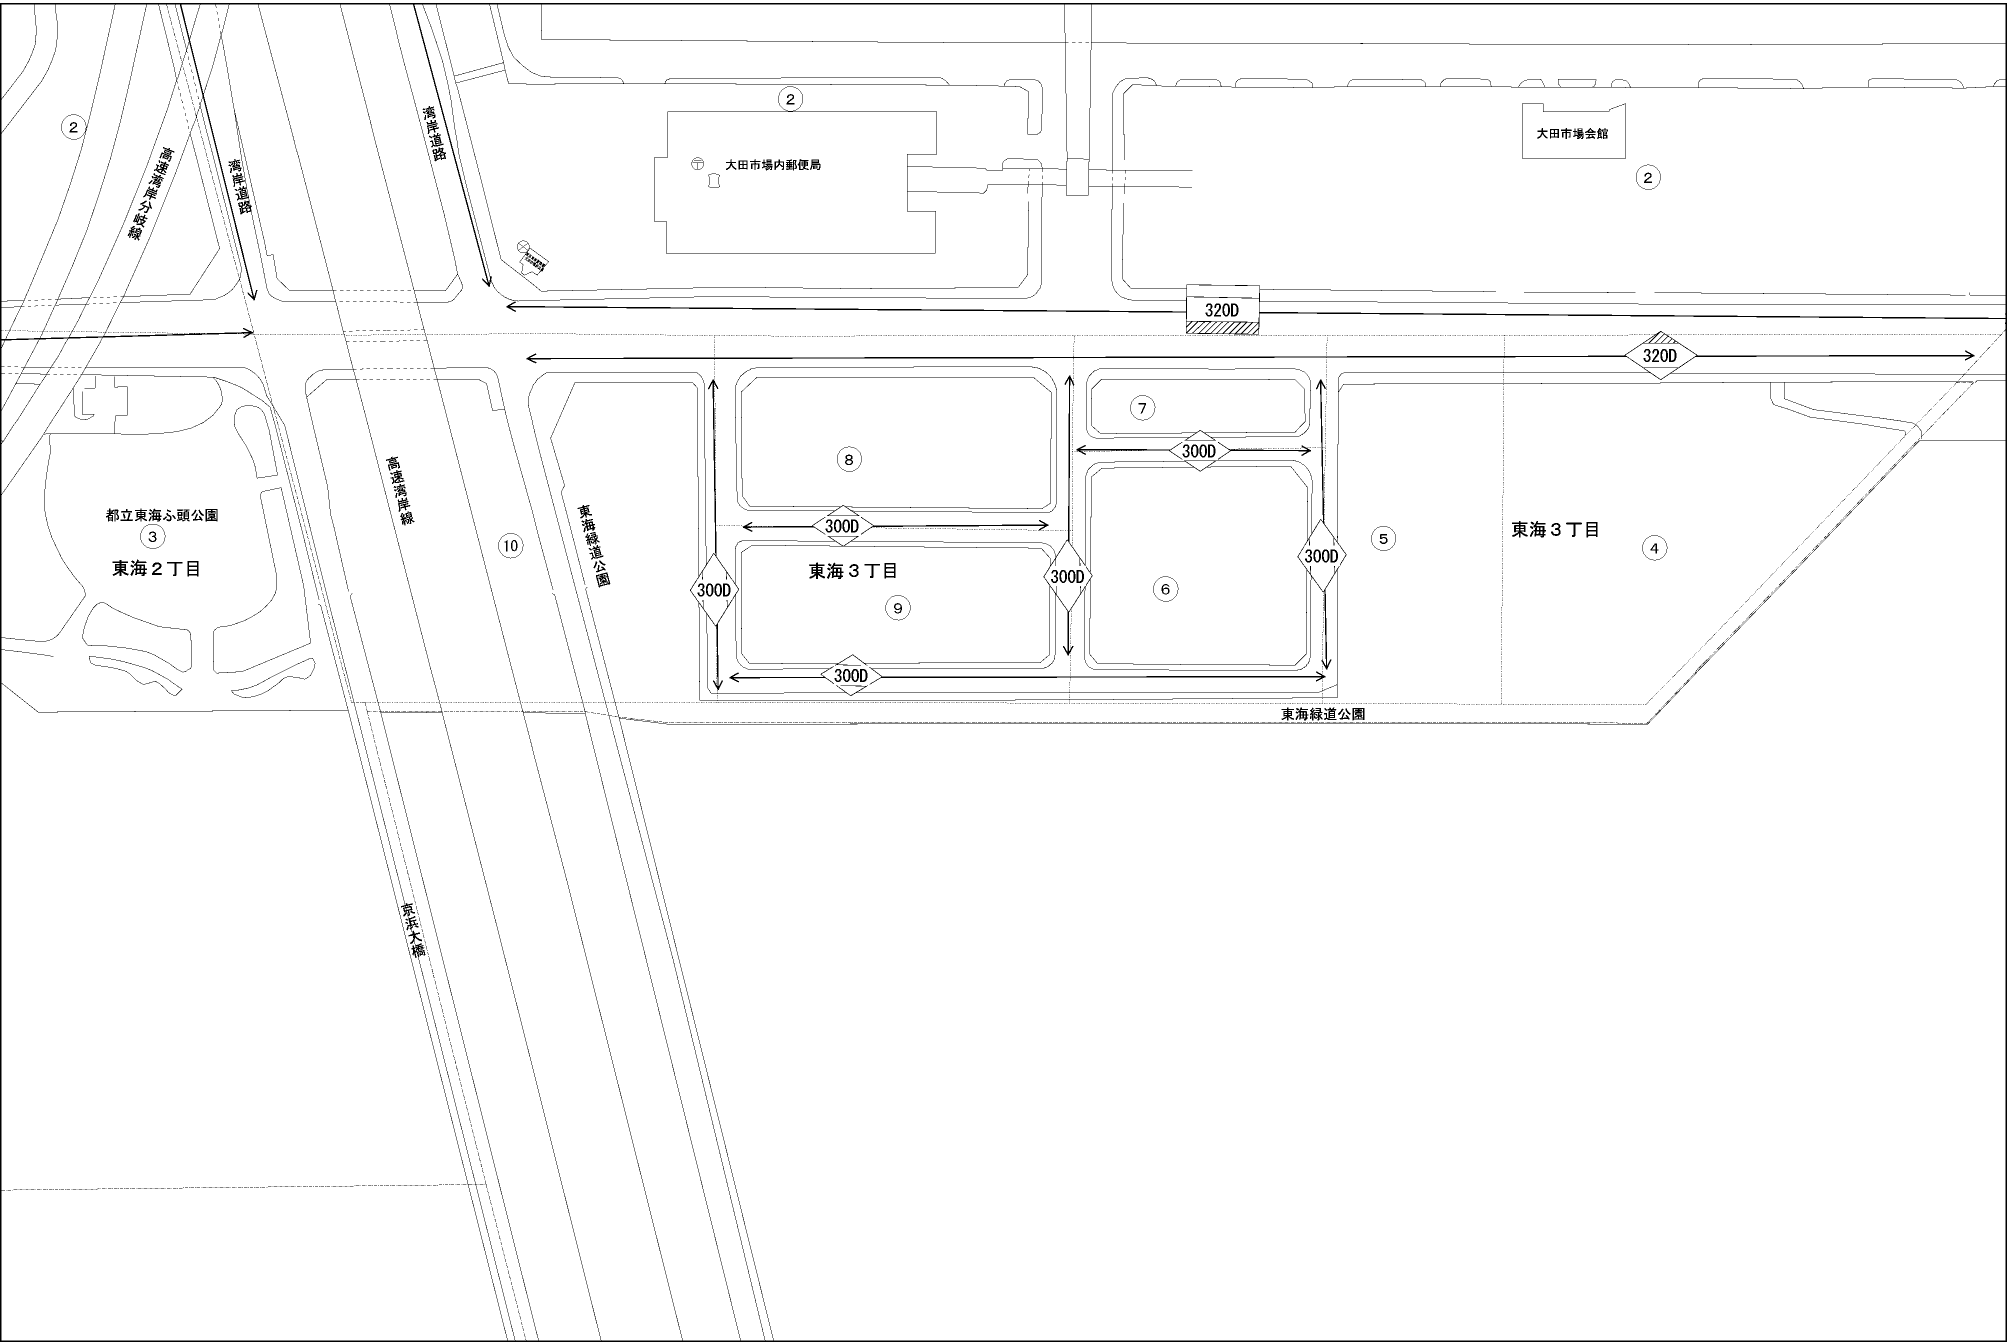 ②
②
湾岸道路
大田市場会館
高速湾岸分岐線
湾岸道路
大田市場内郵便局
②
320D
320D
⑦
300D
⑧
高速湾岸線
東海緑道公園
都立東海ふ頭公園
③
東海２丁目
⑩
300D
300D
東海３丁目
⑨
300D
⑥
300D
⑤
東海３丁目
④
300D
東海緑道公園
京浜大橋